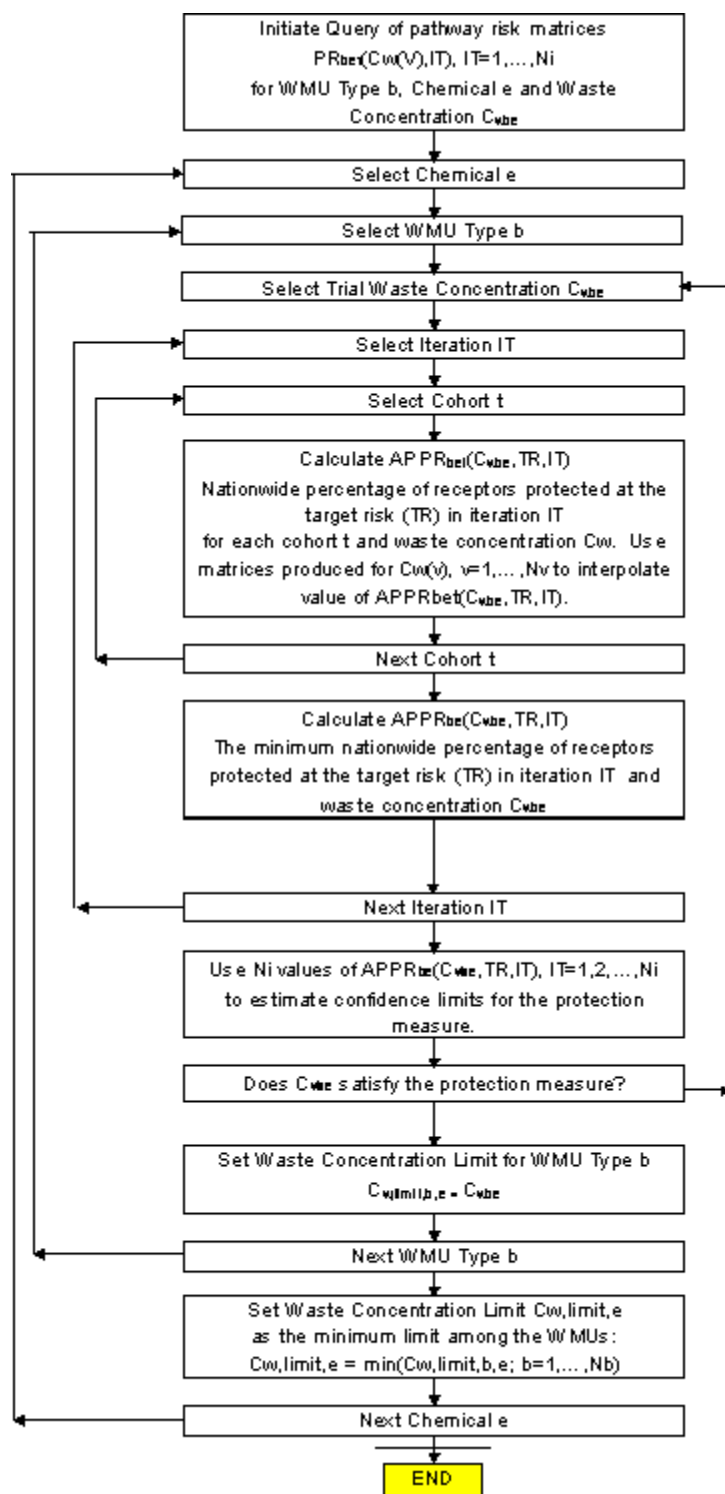 Initiate Query of pathway risk matrices
PRbet(Cw(V),IT), IT=1,...,Ni
for WMU Type b, Chemical e and Waste
Concentration Cwbe
Select Chemical e
Select WMU Type b
Select Trial Waste Concentration Cwbe
Select Iteration IT
Select Cohort t
Calculate APPRbet(Cwbe,TR,IT)
Nationwide percentage of receptors protected at the
target risk (TR) in iteration IT
for each cohort t and waste concentration Cw. Use
matrices produced for Cw(v), v=1,...,Nv to interpolate
value of APPRbet(Cwbe,TR,IT).
Next Cohort t
Calculate APPRbe(Cwbe,TR,IT)
The minimum nationwide percentage of receptors
protected at the target risk (TR) in iteration IT and
waste concentration Cwbe
Next Iteration IT
Use Ni values of APPRbe(Cwbe,TR,IT), IT=1,2,...,Ni
to estimate confidence limits for the protection
measure.
Does Cwbe satisfy the protection measure?
Set Waste Concentration Limit for WMU Type b
Cw,limit,b,e = Cwbe
Next WMU Type b
Set Waste Concentration Limit Cw,limit,e
as the minimum limit among the WMUs:
Cw,limit,e = min(Cw,limit,b,e; b=1,...,Nb)
Next Chemical e
END